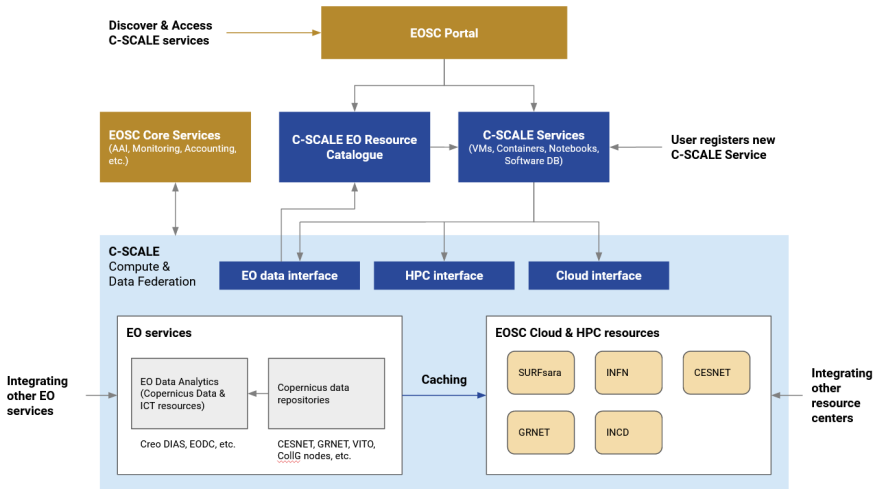 Discover & Access
C-SCALE services
EOSC Portal
EOSC Core Services
(AAI, Monitoring, Accounting,
etc.)
C-SCALE EO Resource
Catalogue
C-SCALE Services
(VMs, Containers, Notebooks,
Software DB)
User registers new
C-SCALE Service
C-SCALE
Compute &
Data Federation
EO data interface
HPC interface
Cloud interface
EO services
EO Data Analytics
(Copernicus Data &
ICT resources)
Copernicus data
repositories
Creo DIAS, EODC, etc.
CESNET, GRNET, VITO,
CollG nodes, etc.
Integrating
other EO
services
Caching
EOSC Cloud & HPC resources
SURFsara
INFN
CESNET
GRNET
INCD
Integrating
other
resource
centers